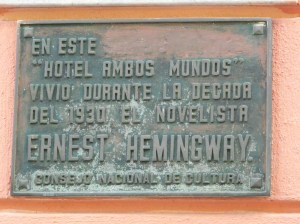 EN ESTE
"HOTEL AMBOS MUNDOS"
VIVIO' DURANTE LA DECADA
DEL 1930 EL NOVELISTA
ERNEST HEMINGWAY
CONSEJO NACIONAL DE CULTURA